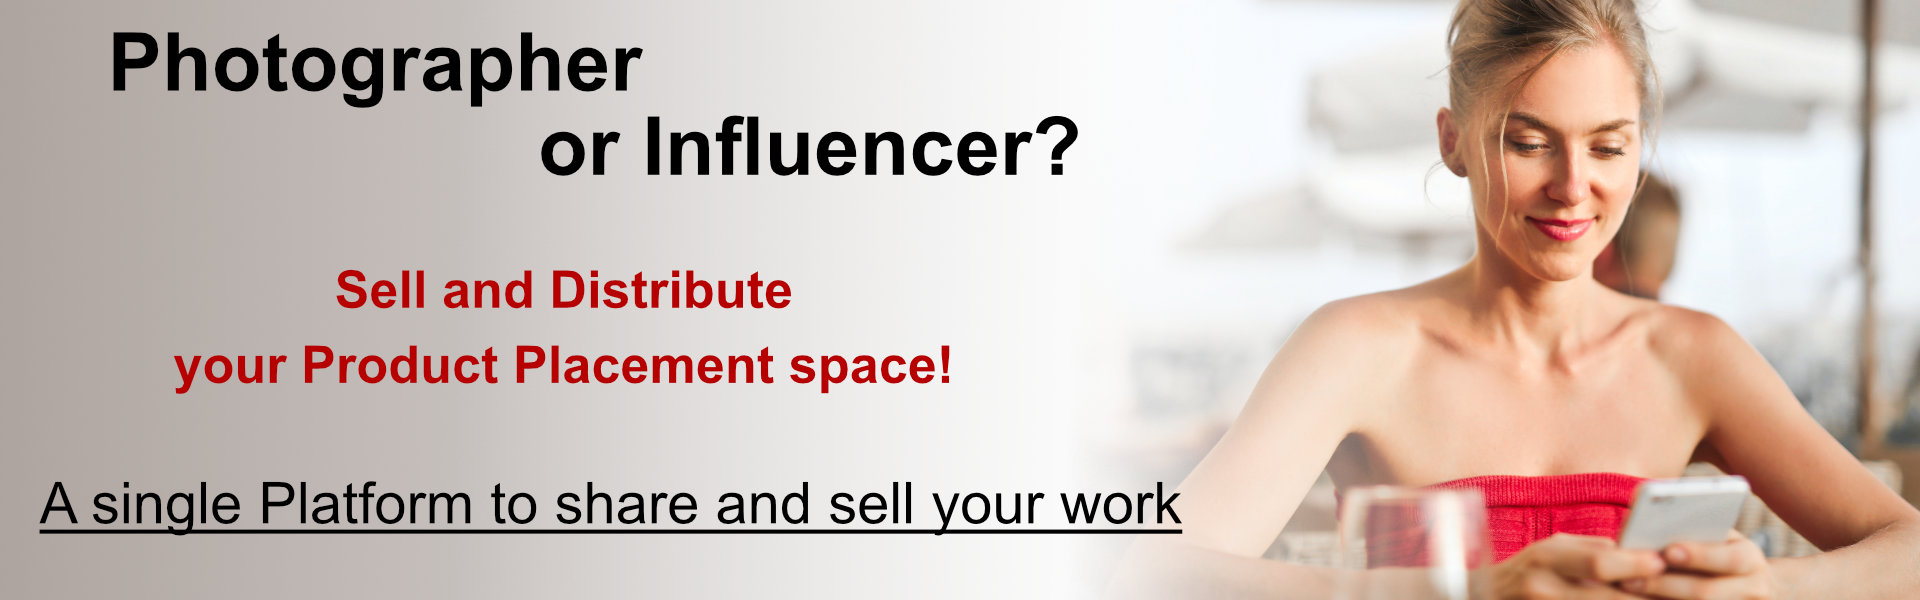 Photographer
or Influencer?
Sell and Distribute
your Product Placement space!
A single Platform to share and sell your work